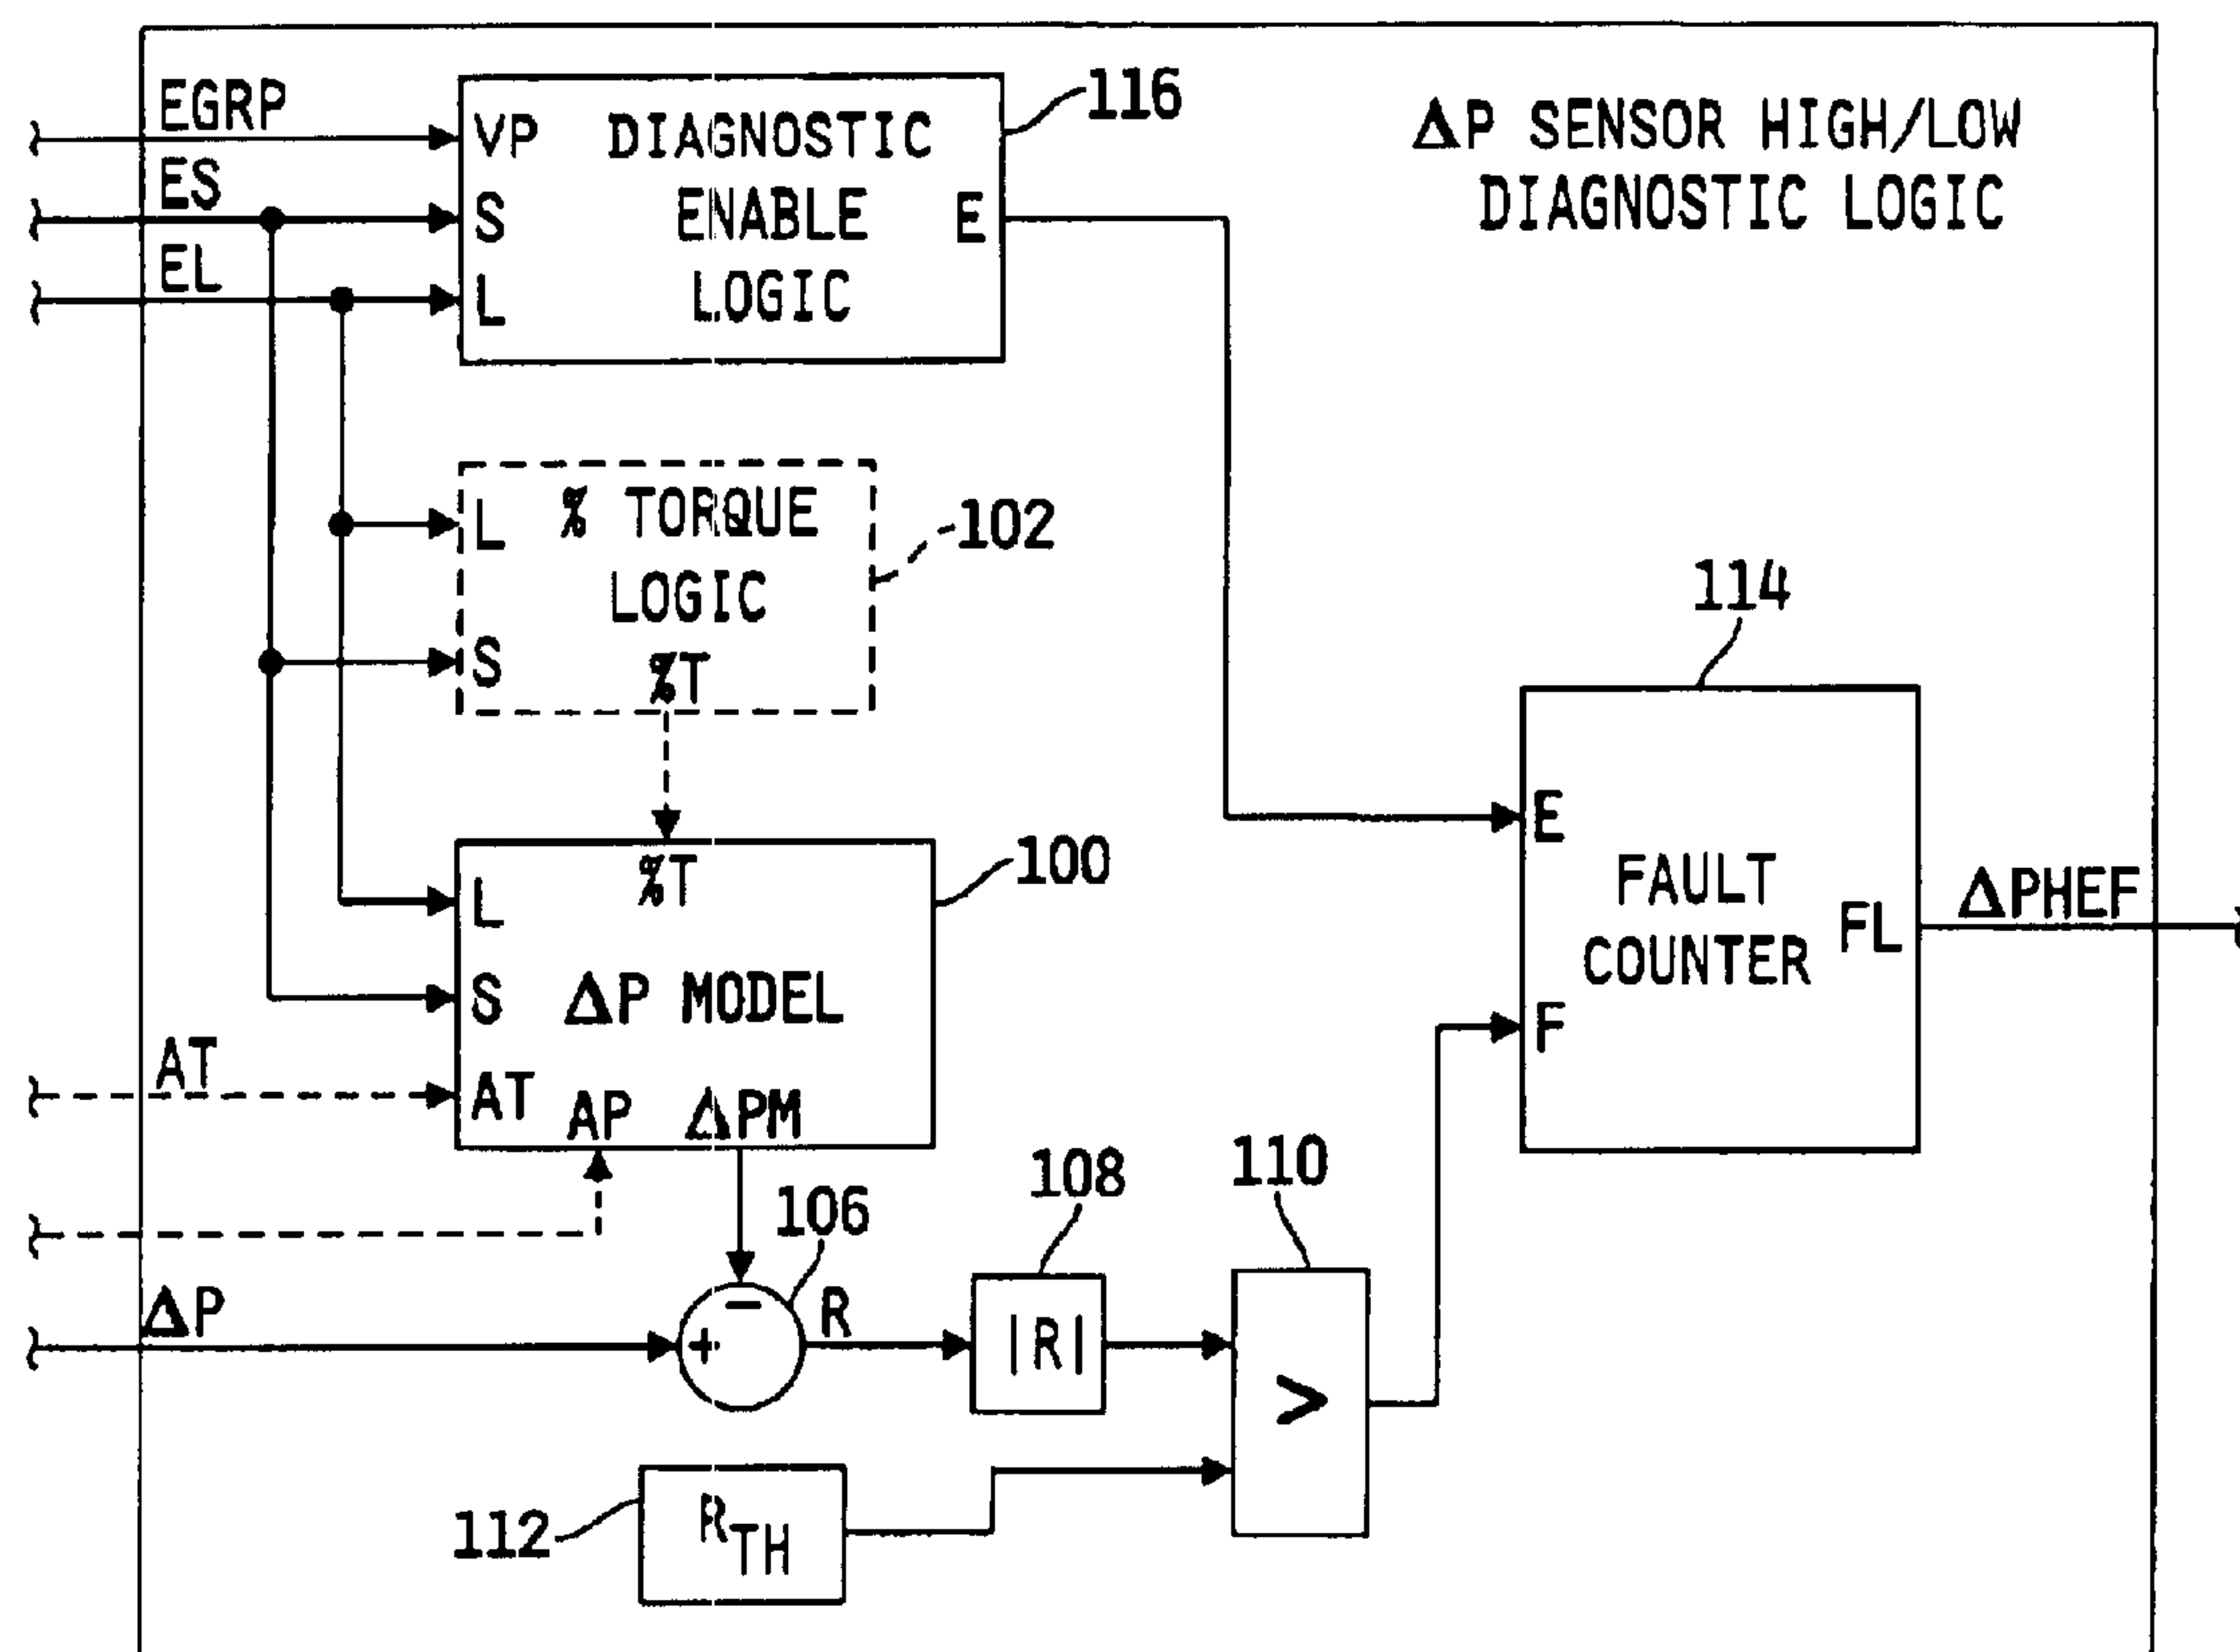 EGRP
ES
EL
VP
S
L
DIAGNOSTIC
ENABLE
LOGIC
E
116
ΔP SENSOR HIGH/LOW
DIAGNOSTIC LOGIC
L
S
% TORQUE
LOGIC
%T
102
%T
L
S
ΔP MODEL
AT
AP
ΔPM
100
AT
ΔP
106
-
+
R
108
|R|
110
>
112
R_TH
114
E
F
FAULT
COUNTER
FL
ΔPHEF